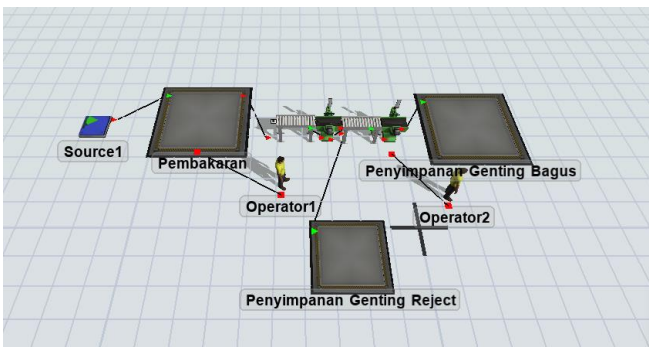 Source1
Pembakaran
Penyimpanan Genting Bagus
Operator1
Operator2
Penyimpanan Genting Reject